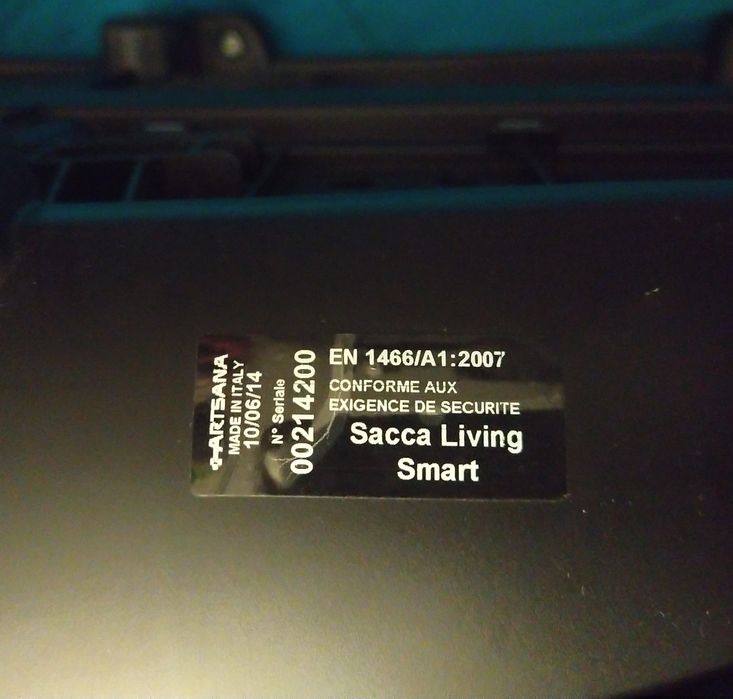 ARTSANA
MADE IN ITALY
10/06/14
N° Seriale
00214200
EN 1466/A1:2007
CONFORME AUX
EXIGENCE DE SECURITE
Sacca Living
Smart